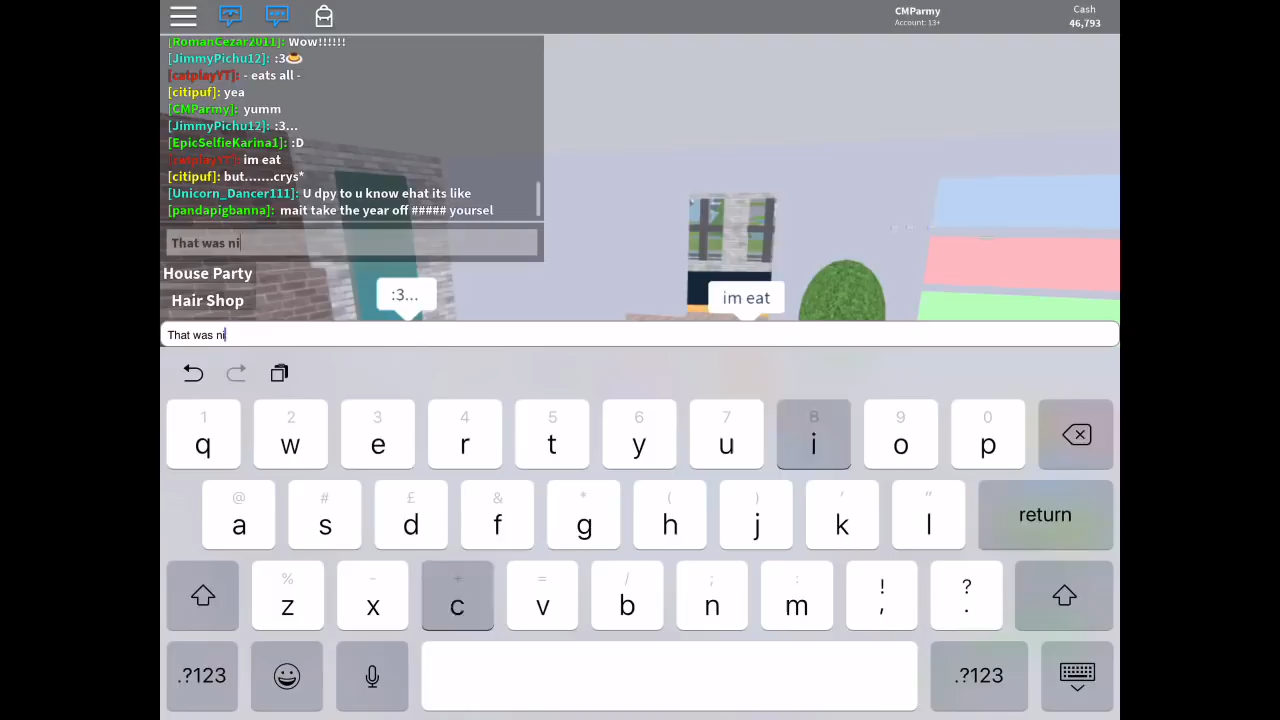 CMParmy
Account: 13+
Cash
46,793
[RomanCezar2011]: Wow!!!!!!
[JimmyPichu12]: :3🍮
[catplayYT]: - eats all -
[citipuf]: yea
[CMParmy]: yumm
[JimmyPichu12]: :3...
[EpicSelfieKarina1]: :D
[catplayYT]: im eat
[citipuf]: but.......crys*
[Unicorn_Dancer111]: U dpy to u know ehat its like
[pandapigbanna]: mait take the year off ##### yoursel
That was ni
House Party
Hair Shop
:3...
im eat
That was ni
1 2 3 4 5 6 7 8 9 0
q w e r t y u i o p
@ # £ & * ( ) ' "
a s d f g h j k l return
% - + = / ; : ! ?
z x c v b n m , .
.?123 .?123